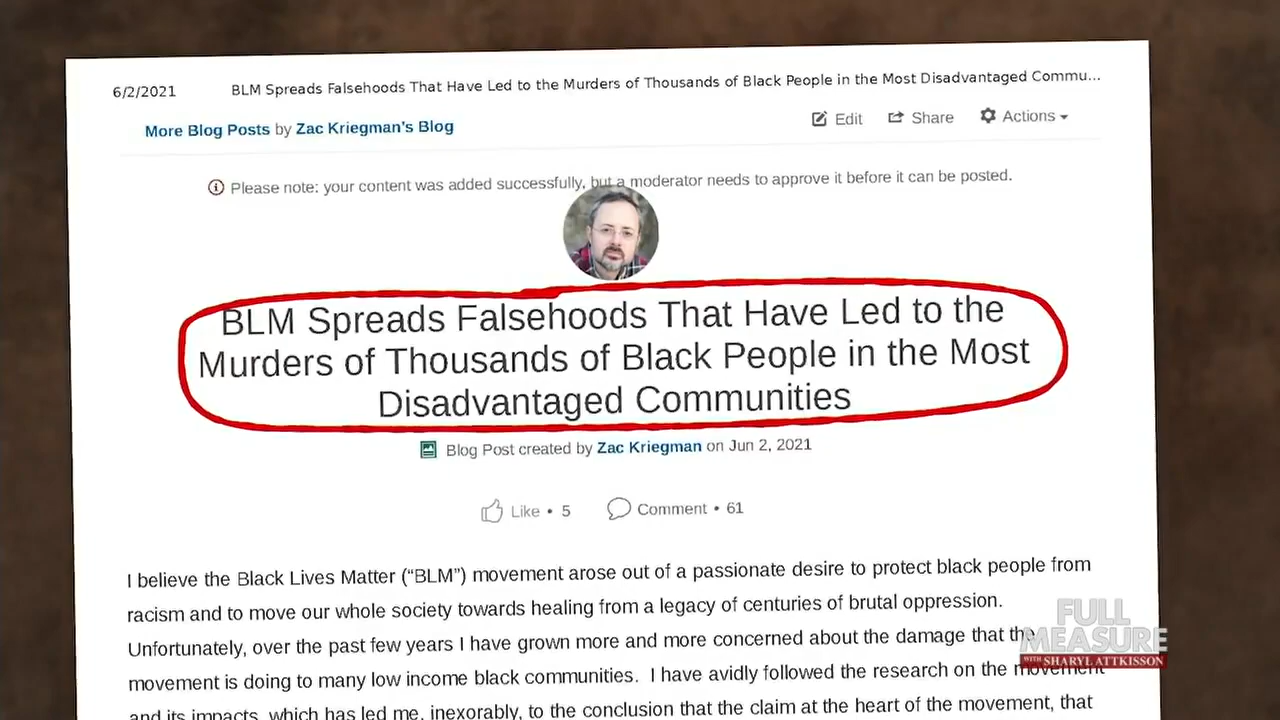 6/2/2021 BLM Spreads Falsehoods That Have Led to the Murders of Thousands of Black People in the Most Disadvantaged Commu...
More Blog Posts by Zac Kriegman's Blog Edit Share Actions
Please note: your content was added successfully, but a moderator needs to approve it before it can be posted.
BLM Spreads Falsehoods That Have Led to the
Murders of Thousands of Black People in the Most
Disadvantaged Communities
Blog Post created by Zac Kriegman on Jun 2, 2021
Like • 5 Comment • 61
I believe the Black Lives Matter (“BLM”) movement arose out of a passionate desire to protect black people from
racism and to move our whole society towards healing from a legacy of centuries of brutal oppression.
Unfortunately, over the past few years I have grown more and more concerned about the damage that the
movement is doing to many low income black communities. I have avidly followed the research on the movement
and its impacts, which has led me, inexorably, to the conclusion that the claim at the heart of the movement, that
FULL
MEASURE
WITH SHARYL ATTKISSON